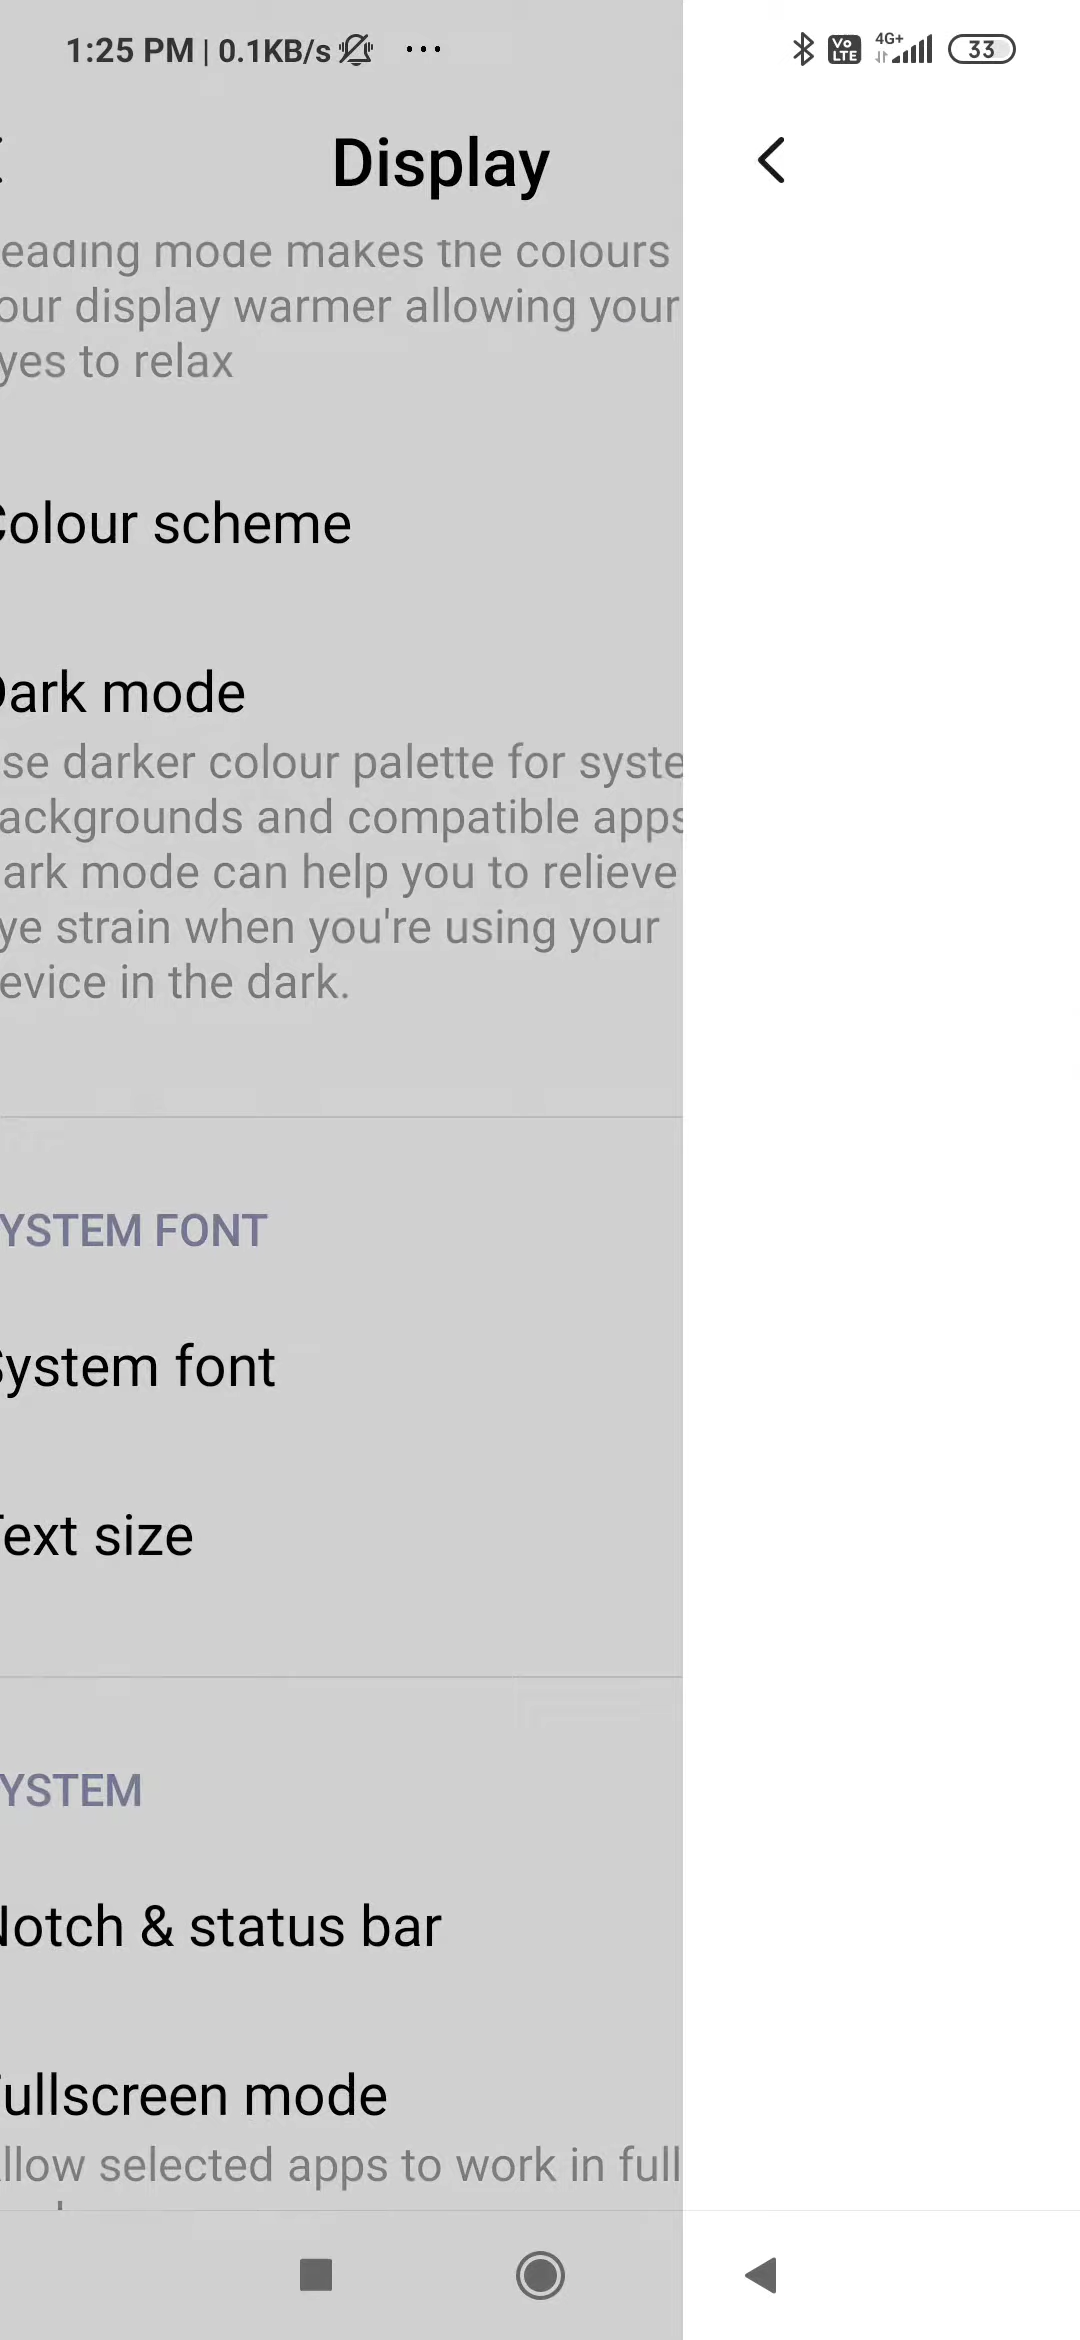 1:25 PM | 0.1KB/s
Vo LTE 4G+ 33
Display
eading mode makes the colours
our display warmer allowing your
yes to relax
Colour scheme
Dark mode
se darker colour palette for syste
ackgrounds and compatible apps
ark mode can help you to relieve
ye strain when you're using your
evice in the dark.
YSTEM FONT
System font
Text size
YSTEM
Notch & status bar
ullscreen mode
llow selected apps to work in full